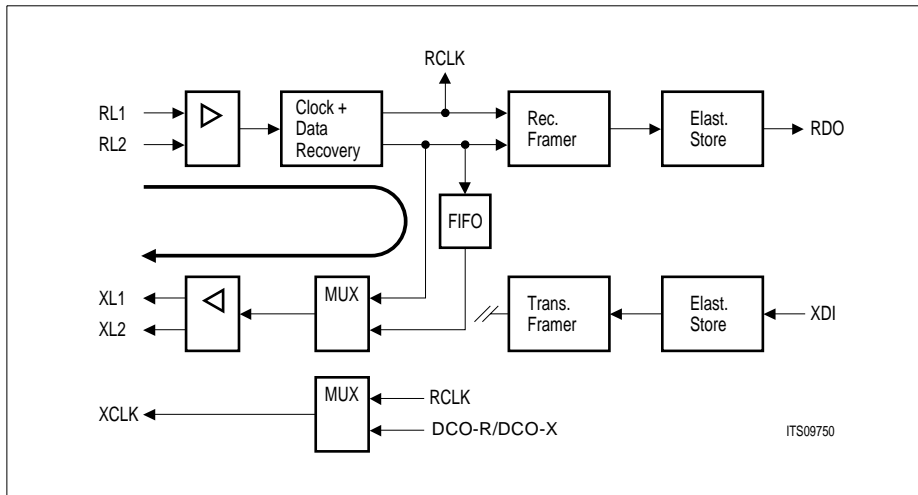 RCLK
RL1
RL2
Clock +
Data
Recovery
Rec.
Framer
Elast.
Store
RDO
FIFO
XL1
XL2
MUX
Trans.
Framer
Elast.
Store
XDI
XCLK
MUX
RCLK
DCO-R/DCO-X
ITS09750